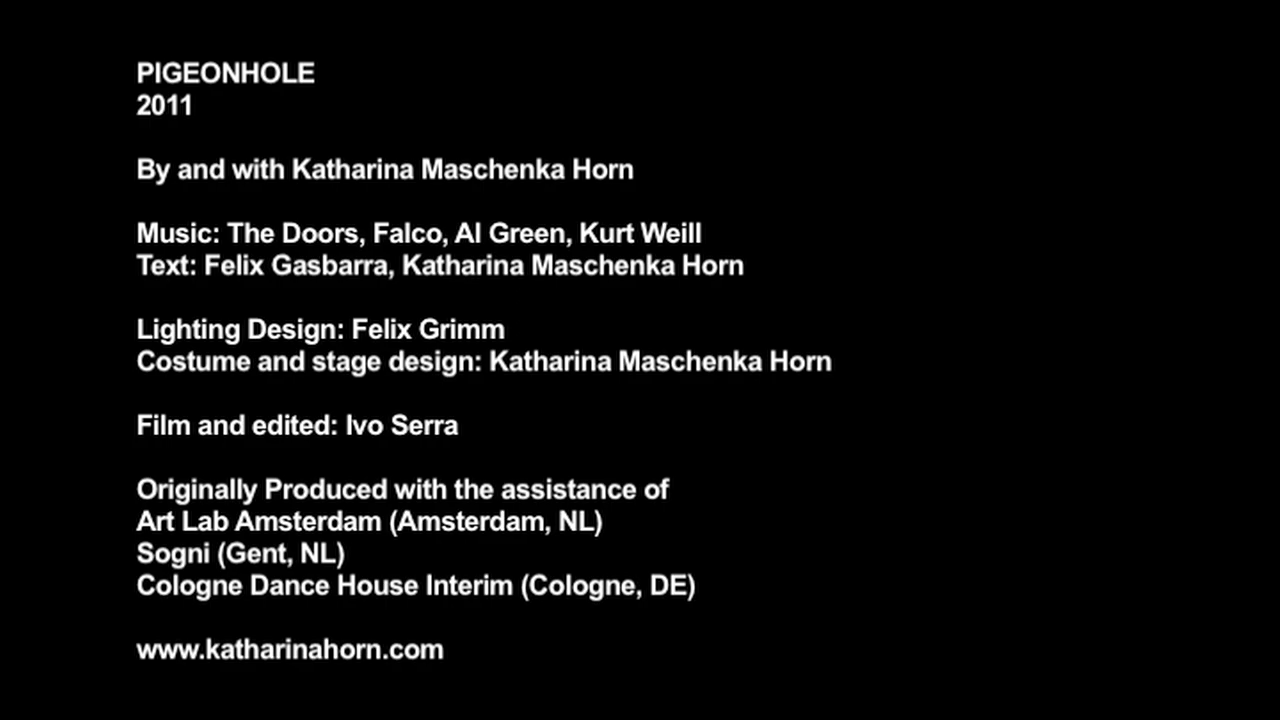 PIGEONHOLE
2011
By and with Katharina Maschenka Horn
Music: The Doors, Falco, Al Green, Kurt Weill
Text: Felix Gasbarra, Katharina Maschenka Horn
Lighting Design: Felix Grimm
Costume and stage design: Katharina Maschenka Horn
Film and edited: Ivo Serra
Originally Produced with the assistance of
Art Lab Amsterdam (Amsterdam, NL)
Sogni (Gent, NL)
Cologne Dance House Interim (Cologne, DE)
www.katharinahorn.com